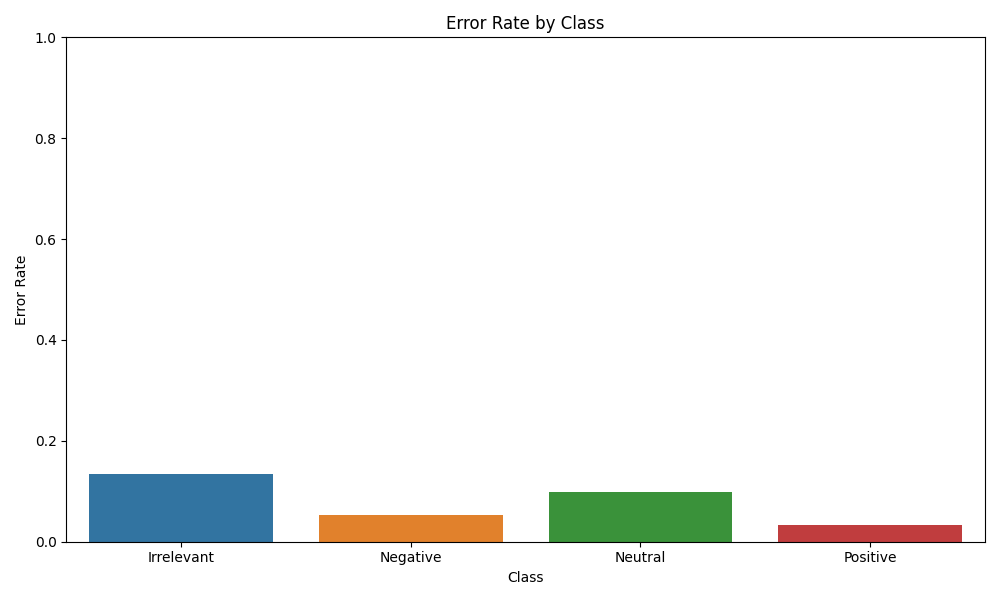 Error Rate by Class
1.0
0.8
0.6
0.4
0.2
0.0
Error Rate
Irrelevant
Negative
Neutral
Positive
Class